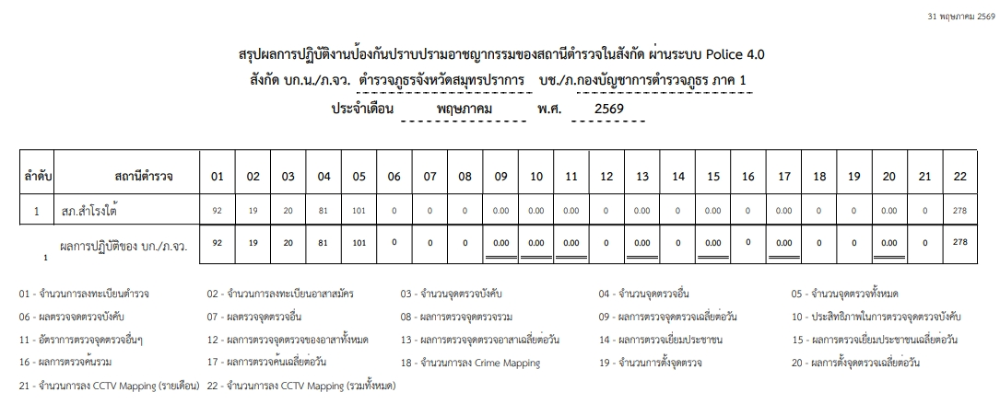 31 พฤษภาคม 2569
สรุปผลการปฏิบัติงานป้องกันปราบปรามอาชญากรรมของสถานีตำรวจในสังกัด ผ่านระบบ Police 4.0
สังกัด บก.น./ภ.จว. ตำรวจภูธรจังหวัดสมุทรปราการ บช./ภ.กองบัญชาการตำรวจภูธร ภาค 1
ประจำเดือน พฤษภาคม พ.ศ. 2569
ลำดับ สถานีตำรวจ 01 02 03 04 05 06 07 08 09 10 11 12 13 14 15 16 17 18 19 20 21 22
1 สภ.สำโรงใต้ 92 19 20 81 101 0 0 0 0.00 0.00 0.00 0 0.00 0 0.00 0 0.00 0 0 0.00 0 278
1 ผลการปฏิบัติของ บก./ภ.จว. 92 19 20 81 101 0 0 0 0.00 0.00 0.00 0 0.00 0 0.00 0 0.00 0 0 0.00 0 278
01 - จำนวนการลงทะเบียนตำรวจ 02 - จำนวนการลงทะเบียนอาสาสมัคร 03 - จำนวนจุดตรวจบังคับ 04 - จำนวนจุดตรวจอื่น 05 - จำนวนจุดตรวจทั้งหมด
06 - ผลตรวจจดตรวจบังคับ 07 - ผลตรวจจุดตรวจอื่น 08 - ผลการตรวจจุดตรวจรวม 09 - ผลการตรวจจุดตรวจเฉลี่ยต่อวัน 10 - ประสิทธิภาพในการตรวจจุดตรวจบังคับ
11 - อัตราการตรวจจุดตรวจอื่นๆ 12 - ผลการตรวจจุดตรวจของอาสาทั้งหมด 13 - ผลการตรวจจุดตรวจอาสาเฉลี่ยต่อวัน 14 - ผลการตรวจเยี่ยมประชาชน 15 - ผลการตรวจเยี่ยมประชาชนเฉลี่ยต่อวัน
16 - ผลการตรวจค้นรวม 17 - ผลการตรวจค้นเฉลี่ยต่อวัน 18 - จำนวนการลง Crime Mapping 19 - จำนวนการตั้งจุดตรวจ 20 - ผลการตั้งจุดตรวจเฉลี่ยต่อวัน
21 - จำนวนการลง CCTV Mapping (รายเดือน) 22 - จำนวนการลง CCTV Mapping (รวมทั้งหมด)